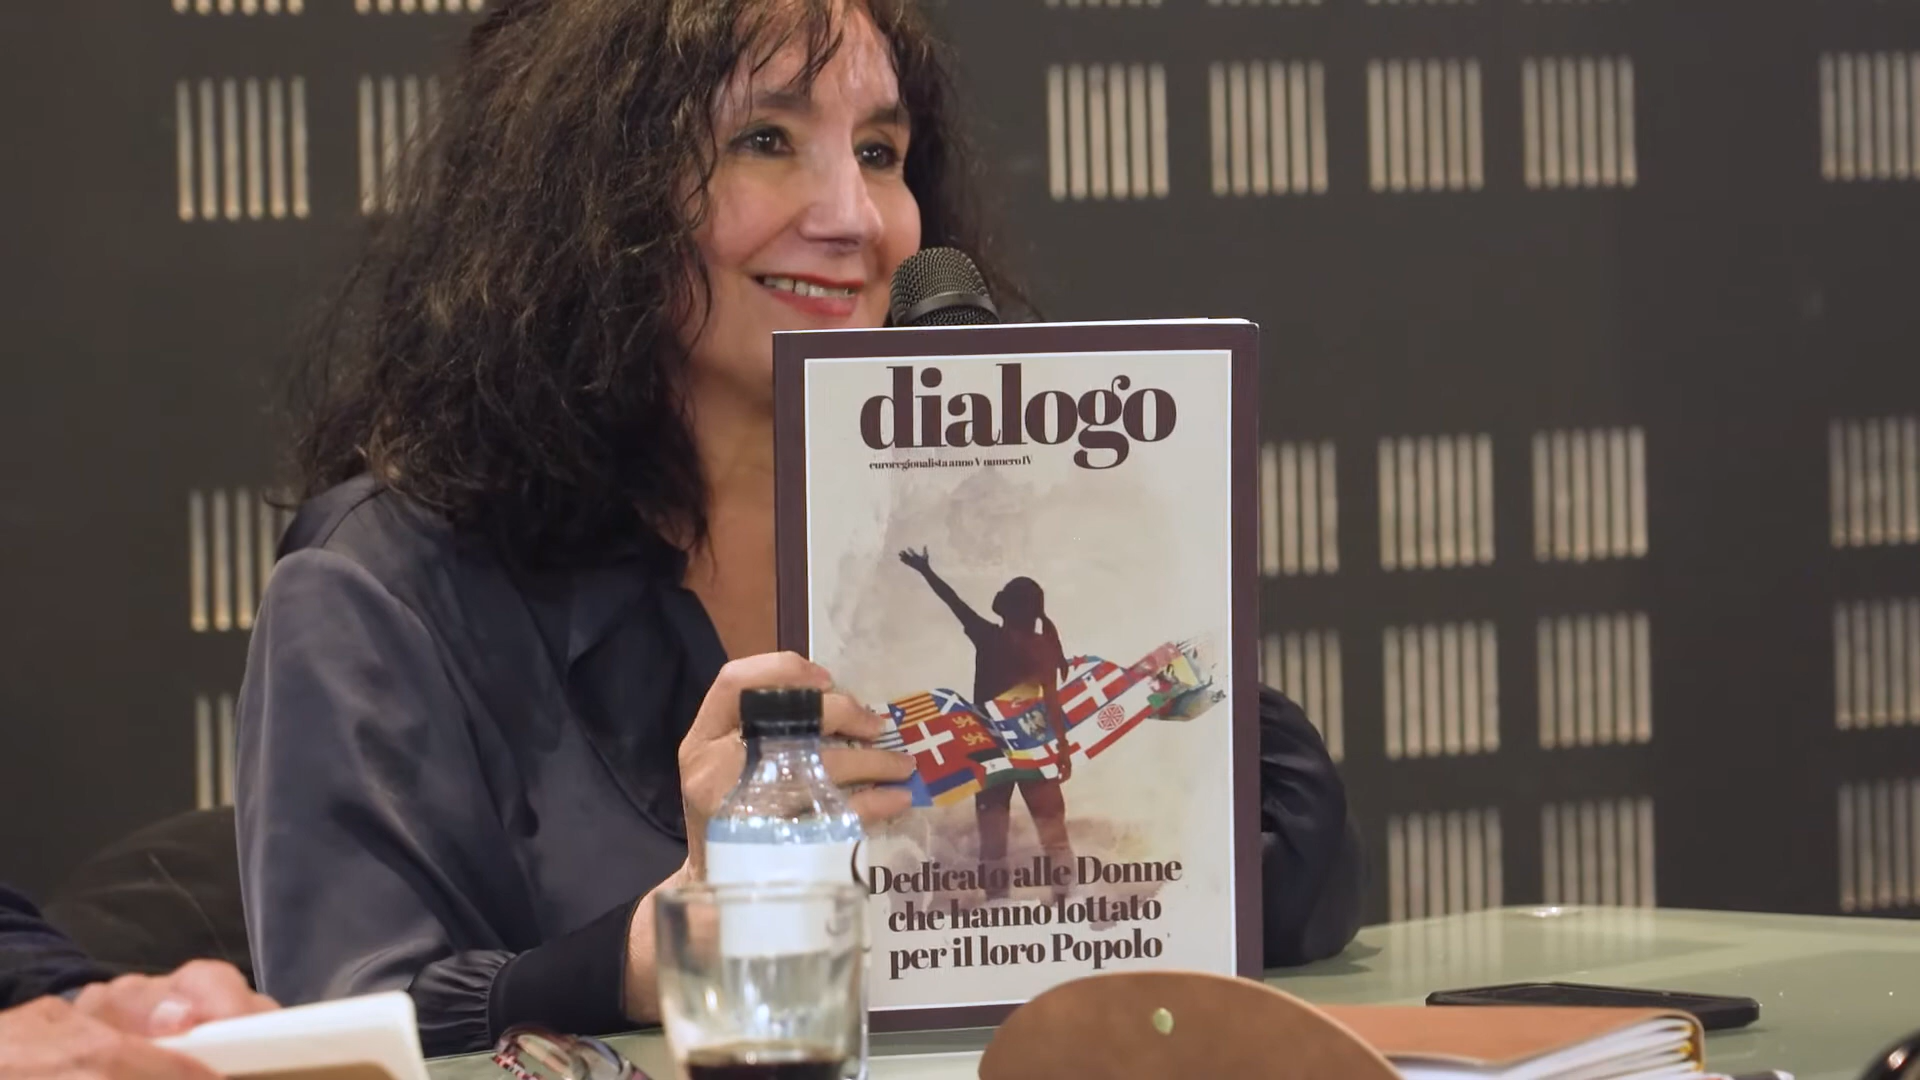 dialogo
euroregionalista anno V numero IV
Dedicato alle Donne
che hanno lottato
per il loro Popolo